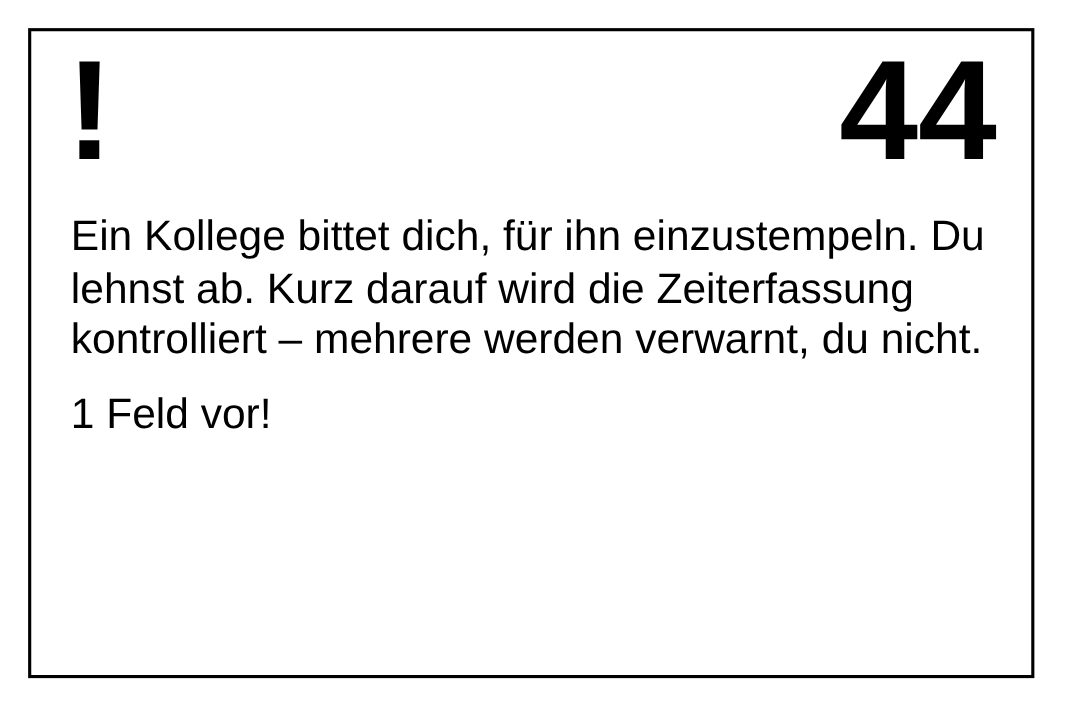 ! 44
Ein Kollege bittet dich, für ihn einzustempeln. Du
lehnst ab. Kurz darauf wird die Zeiterfassung
kontrolliert – mehrere werden verwarnt, du nicht.
1 Feld vor!